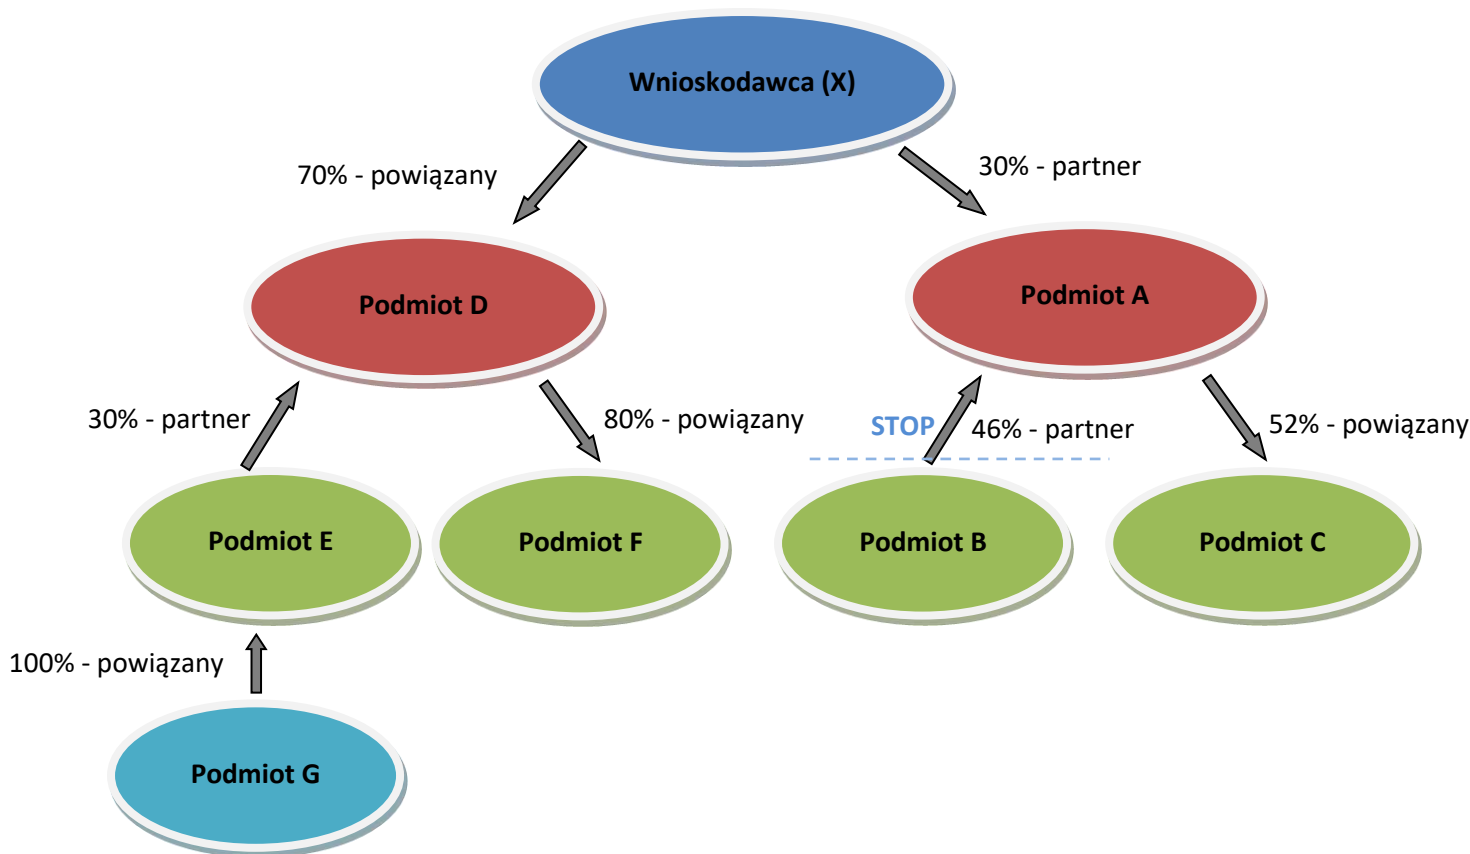 Wnioskodawca (X)
70% - powiązany
30% - partner
Podmiot D
Podmiot A
30% - partner
80% - powiązany
STOP
46% - partner
52% - powiązany
Podmiot E
Podmiot F
Podmiot B
Podmiot C
100% - powiązany
Podmiot G